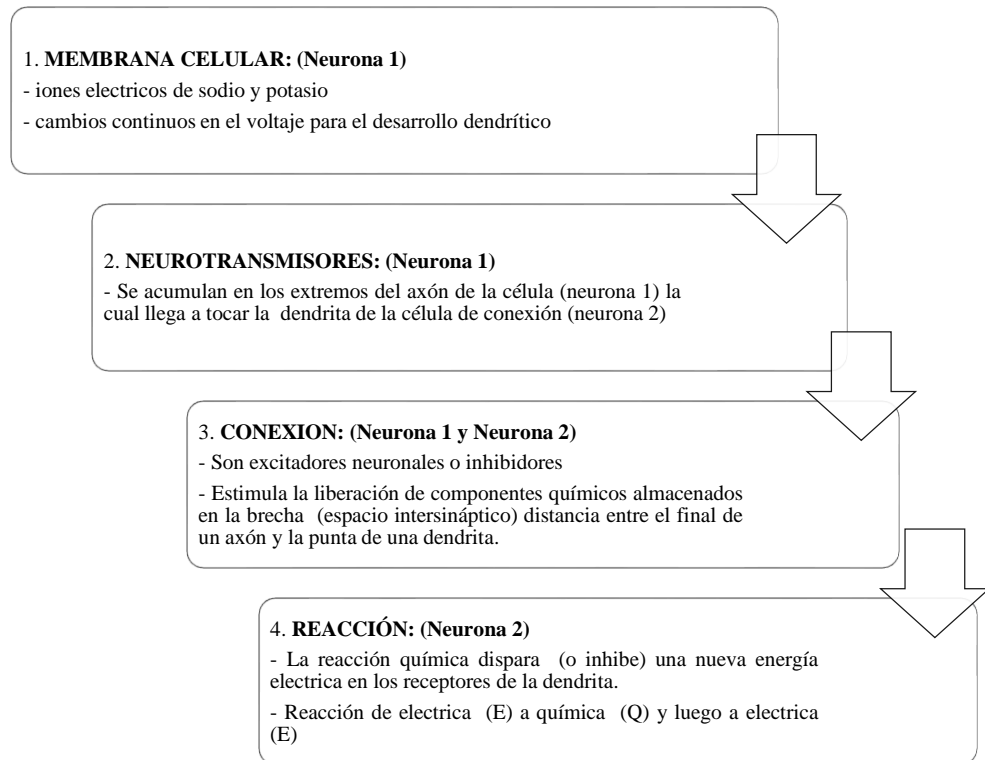 1. MEMBRANA CELULAR: (Neurona 1)
- iones electricos de sodio y potasio
- cambios continuos en el voltaje para el desarrollo dendrítico
2. NEUROTRANSMISORES: (Neurona 1)
- Se acumulan en los extremos del axón de la célula (neurona 1) la
cual llega a tocar la dendrita de la célula de conexión (neurona 2)
3. CONEXION: (Neurona 1 y Neurona 2)
- Son excitadores neuronales o inhibidores
- Estimula la liberación de componentes químicos almacenados
en la brecha (espacio intersináptico) distancia entre el final de
un axón y la punta de una dendrita.
4. REACCIÓN: (Neurona 2)
- La reacción química dispara (o inhibe) una nueva energía
electrica en los receptores de la dendrita.
- Reacción de electrica (E) a química (Q) y luego a electrica
(E)